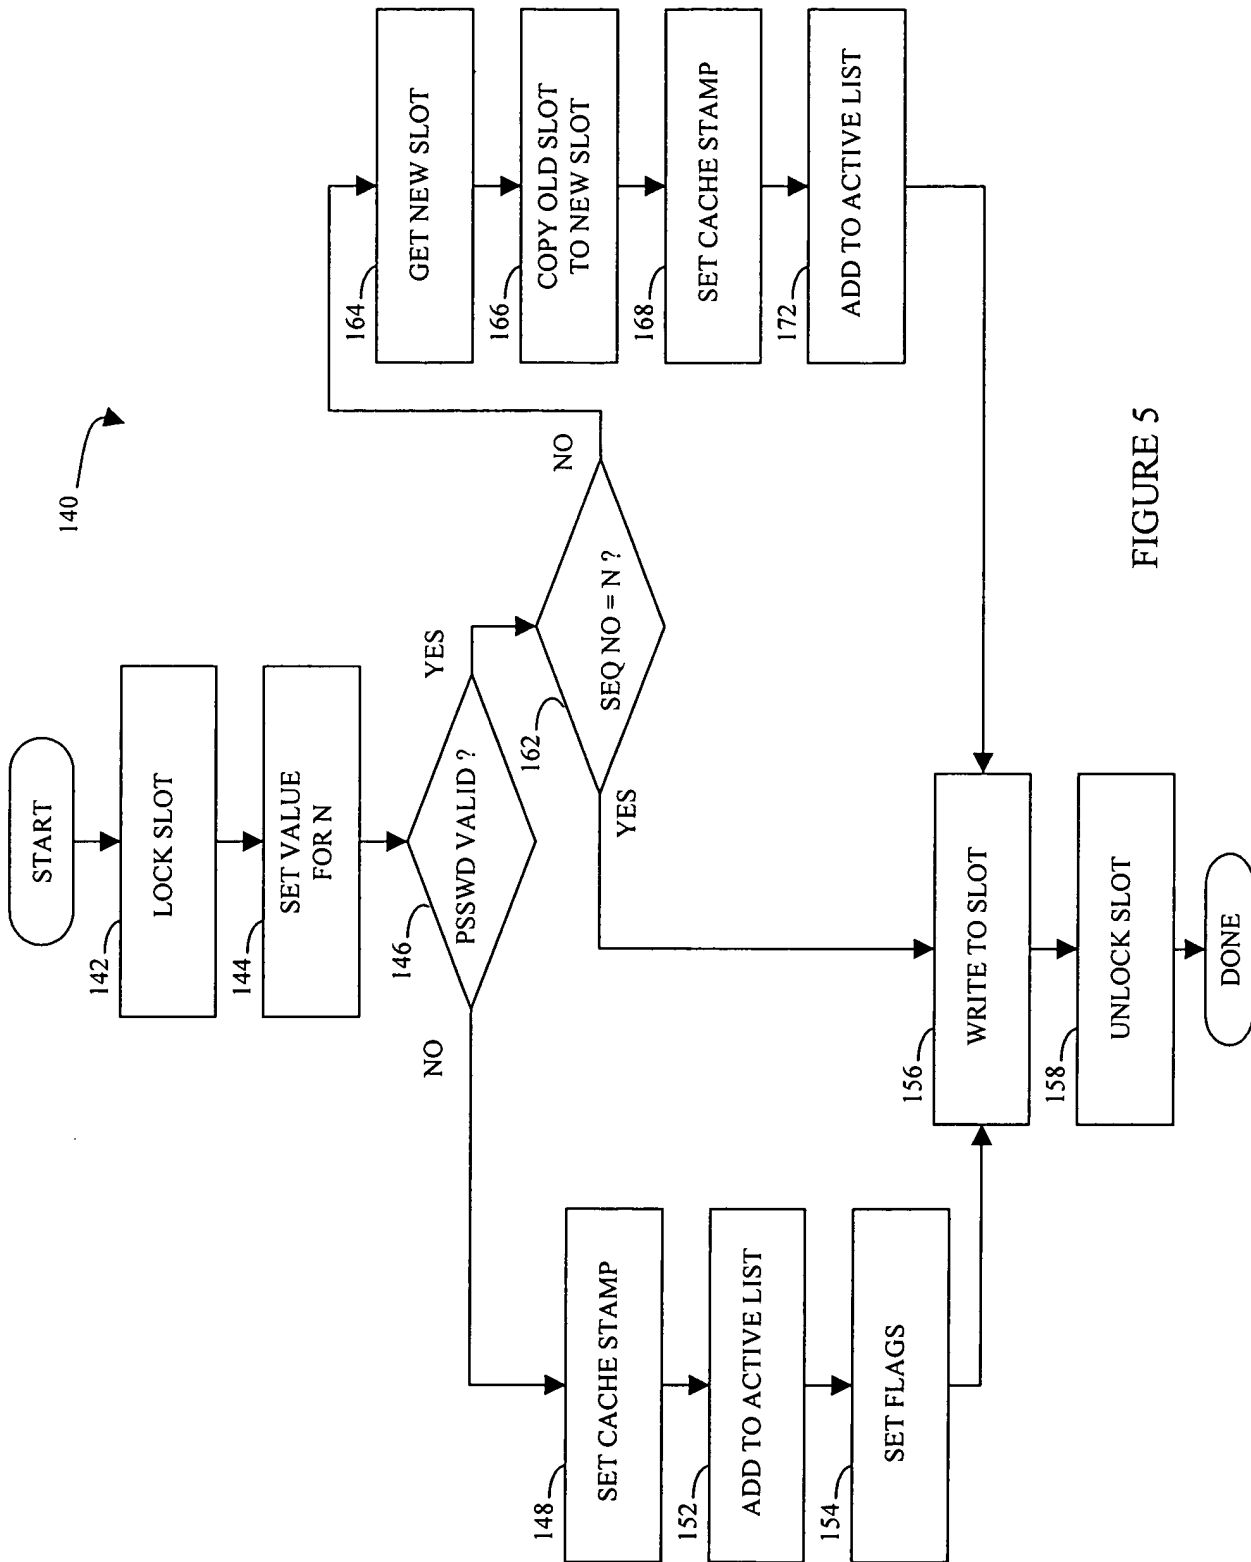 START
142
LOCK SLOT
144
SET VALUE
FOR N
146
PSSWD VALID ?
NO
YES
140
148
SET CACHE STAMP
152
ADD TO ACTIVE LIST
154
SET FLAGS
162
SEQ NO = N ?
YES
NO
164
GET NEW SLOT
166
COPY OLD SLOT
TO NEW SLOT
168
SET CACHE STAMP
172
ADD TO ACTIVE LIST
156
WRITE TO SLOT
158
UNLOCK SLOT
DONE
FIGURE 5